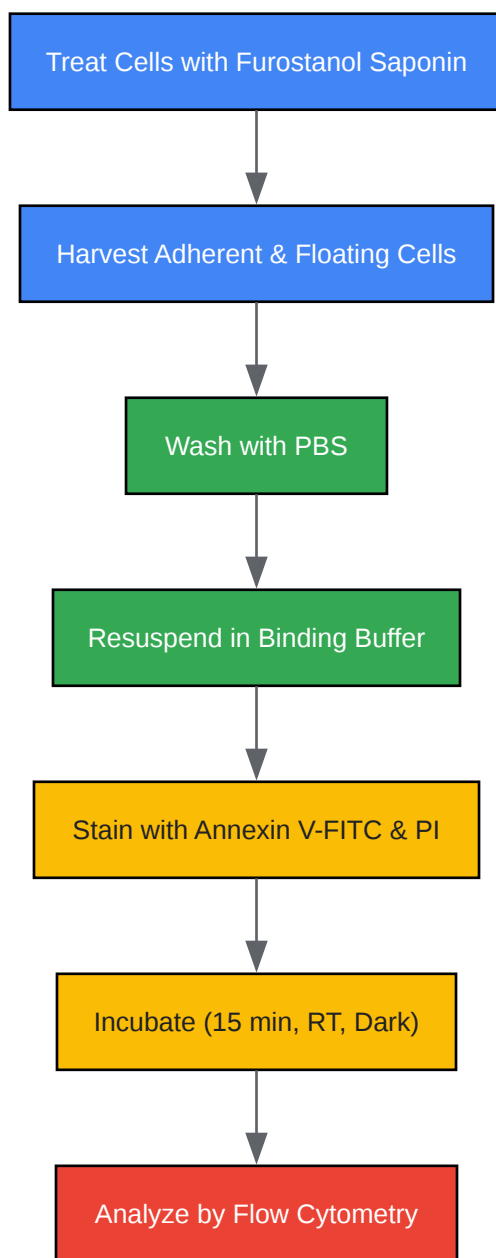 Treat Cells with Furostanol Saponin
Harvest Adherent & Floating Cells
Wash with PBS
Resuspend in Binding Buffer
Stain with Annexin V-FITC & PI
Incubate (15 min, RT, Dark)
Analyze by Flow Cytometry